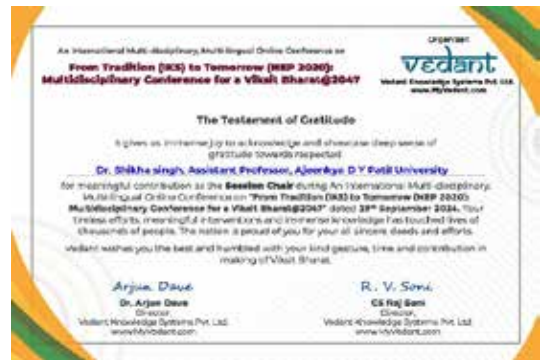 An International Multi-disciplinary, Multi-lingual Online Conference on
From Tradition (IKS) to Tomorrow (NEP 2020):
Multidisciplinary Conference for a Viksit Bharat@2047
Organiser
vedant
Vedant Knowledge Systems Pvt. Ltd.
www.MyVedant.com
The Testament of Gratitude
It gives us immense joy to acknowledge and showcase deep sense of
gratitude towards respected
Dr. Shikha singh, Assistant Professor, Ajeenkya D Y Patil University
for meaningful contribution as the Session Chair during An International Multi-disciplinary,
Multi-lingual Online Conference on "From Tradition (IKS) to Tomorrow (NEP 2020):
Multidisciplinary Conference for a Viksit Bharat@2047" dated 28th September 2024. Your
timeless efforts, meaningful interventions and immense knowledge has touched lives of
thousands of people. The nation is proud of you for your all sincere deeds and efforts.
Vedant wishes you the best and humbled with your kind gesture, time and contribution in
making of Viksit Bharat.
Arjun Dave
R. V. Soni
Dr. Arjun Dave
Director,
Vedant Knowledge Systems Pvt. Ltd.
www.MyVedant.com
CS Raj Soni
Director,
Vedant Knowledge Systems Pvt. Ltd.
www.MyVedant.com